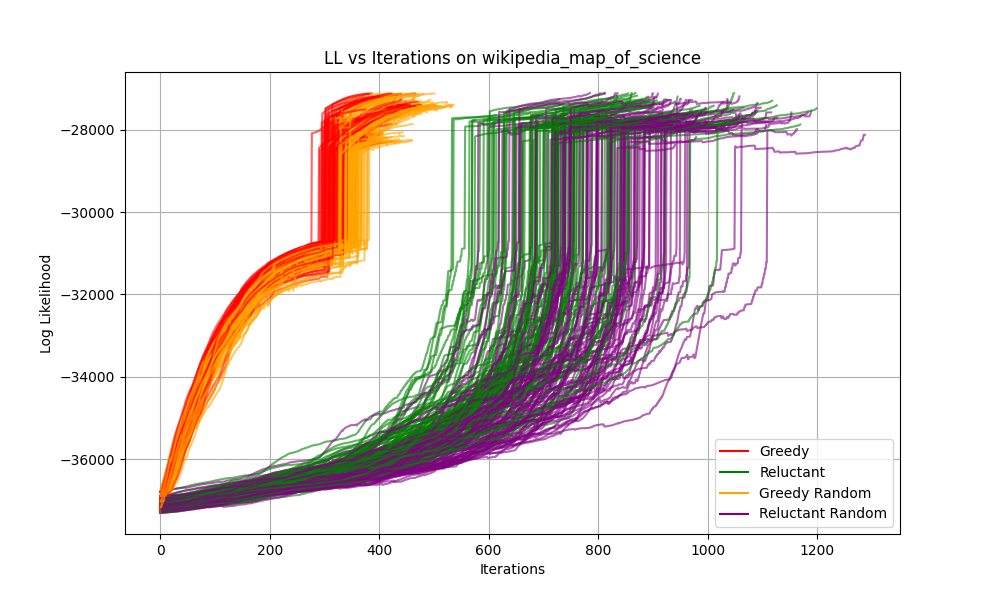 LL vs Iterations on wikipedia_map_of_science
Log Likelihood
−28000
−30000
−32000
−34000
−36000
0 200 400 600 800 1000 1200
Iterations
Greedy
Reluctant
Greedy Random
Reluctant Random